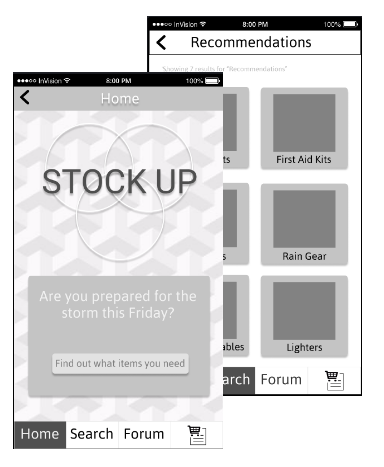 ●●●●○ InVision 8:00 PM 100%
Recommendations
Showing 7 results for "Recommendations"
ts
First Aid Kits
s
Rain Gear
ables
Lighters
arch Forum
●●●●○ InVision 8:00 PM 100%
Home
STOCK UP
Are you prepared for the
storm this Friday?
Find out what items you need
Home Search Forum